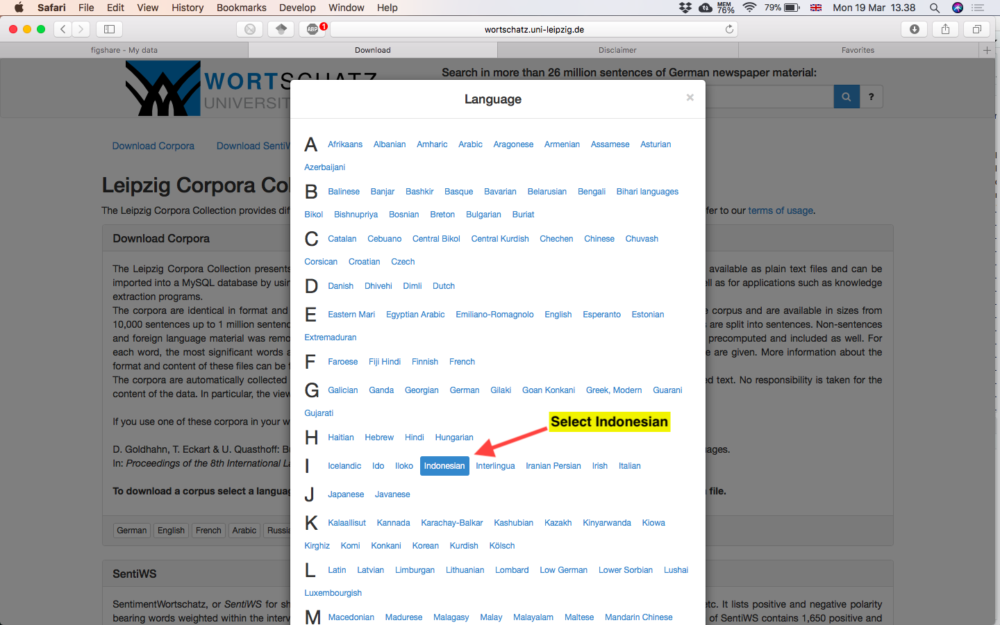 Safari File Edit View History Bookmarks Develop Window Help MEM 76% 79% Mon 19 Mar 13.38
ABP 1 wortschatz.uni-leipzig.de
figshare - My data Download Disclaimer Favorites +
WORTSCHATZ
UNIVERSIT
Search in more than 26 million sentences of German newspaper material:
?
Language ×
Download Corpora Download SentiW
Leipzig Corpora Col
The Leipzig Corpora Collection provides dif
fer to our terms of usage.
Download Corpora
The Leipzig Corpora Collection presents
available as plain text files and can be
imported into a MySQL database by usin
ll as for applications such as knowledge
extraction programs.
The corpora are identical in format and
e corpus and are available in sizes from
10,000 sentences up to 1 million sentenc
s are split into sentences. Non-sentences
and foreign language material was remo
precomputed and included as well. For
each word, the most significant words a
e are given. More information about the
format and content of these files can be f
The corpora are automatically collected
ed text. No responsibility is taken for the
content of the data. In particular, the view
If you use one of these corpora in your w
D. Goldhahn, T. Eckart & U. Quasthoff: Bu
ages.
In: Proceedings of the 8th International La
To download a corpus select a langua
file.
German English French Arabic Russia
SentiWS
SentimentWortschatz, or SentiWS for sh
etc. It lists positive and negative polarity
bearing words weighted within the interv
of SentiWS contains 1,650 positive and
A Afrikaans Albanian Amharic Arabic Aragonese Armenian Assamese Asturian
Azerbaijani
B Balinese Banjar Bashkir Basque Bavarian Belarusian Bengali Bihari languages
Bikol Bishnupriya Bosnian Breton Bulgarian Buriat
C Catalan Cebuano Central Bikol Central Kurdish Chechen Chinese Chuvash
Corsican Croatian Czech
D Danish Dhivehi Dimli Dutch
E Eastern Mari Egyptian Arabic Emiliano-Romagnolo English Esperanto Estonian
Extremaduran
F Faroese Fiji Hindi Finnish French
G Galician Ganda Georgian German Gilaki Goan Konkani Greek, Modern Guarani
Gujarati
Select Indonesian
H Haitian Hebrew Hindi Hungarian
I Icelandic Ido Iloko Indonesian Interlingua Iranian Persian Irish Italian
J Japanese Javanese
K Kalaallisut Kannada Karachay-Balkar Kashubian Kazakh Kinyarwanda Kiowa
Kirghiz Komi Konkani Korean Kurdish Kölsch
L Latin Latvian Limburgan Lithuanian Lombard Low German Lower Sorbian Lushai
Luxembourgish
M Macedonian Madurese Malagasy Malay Malayalam Maltese Mandarin Chinese